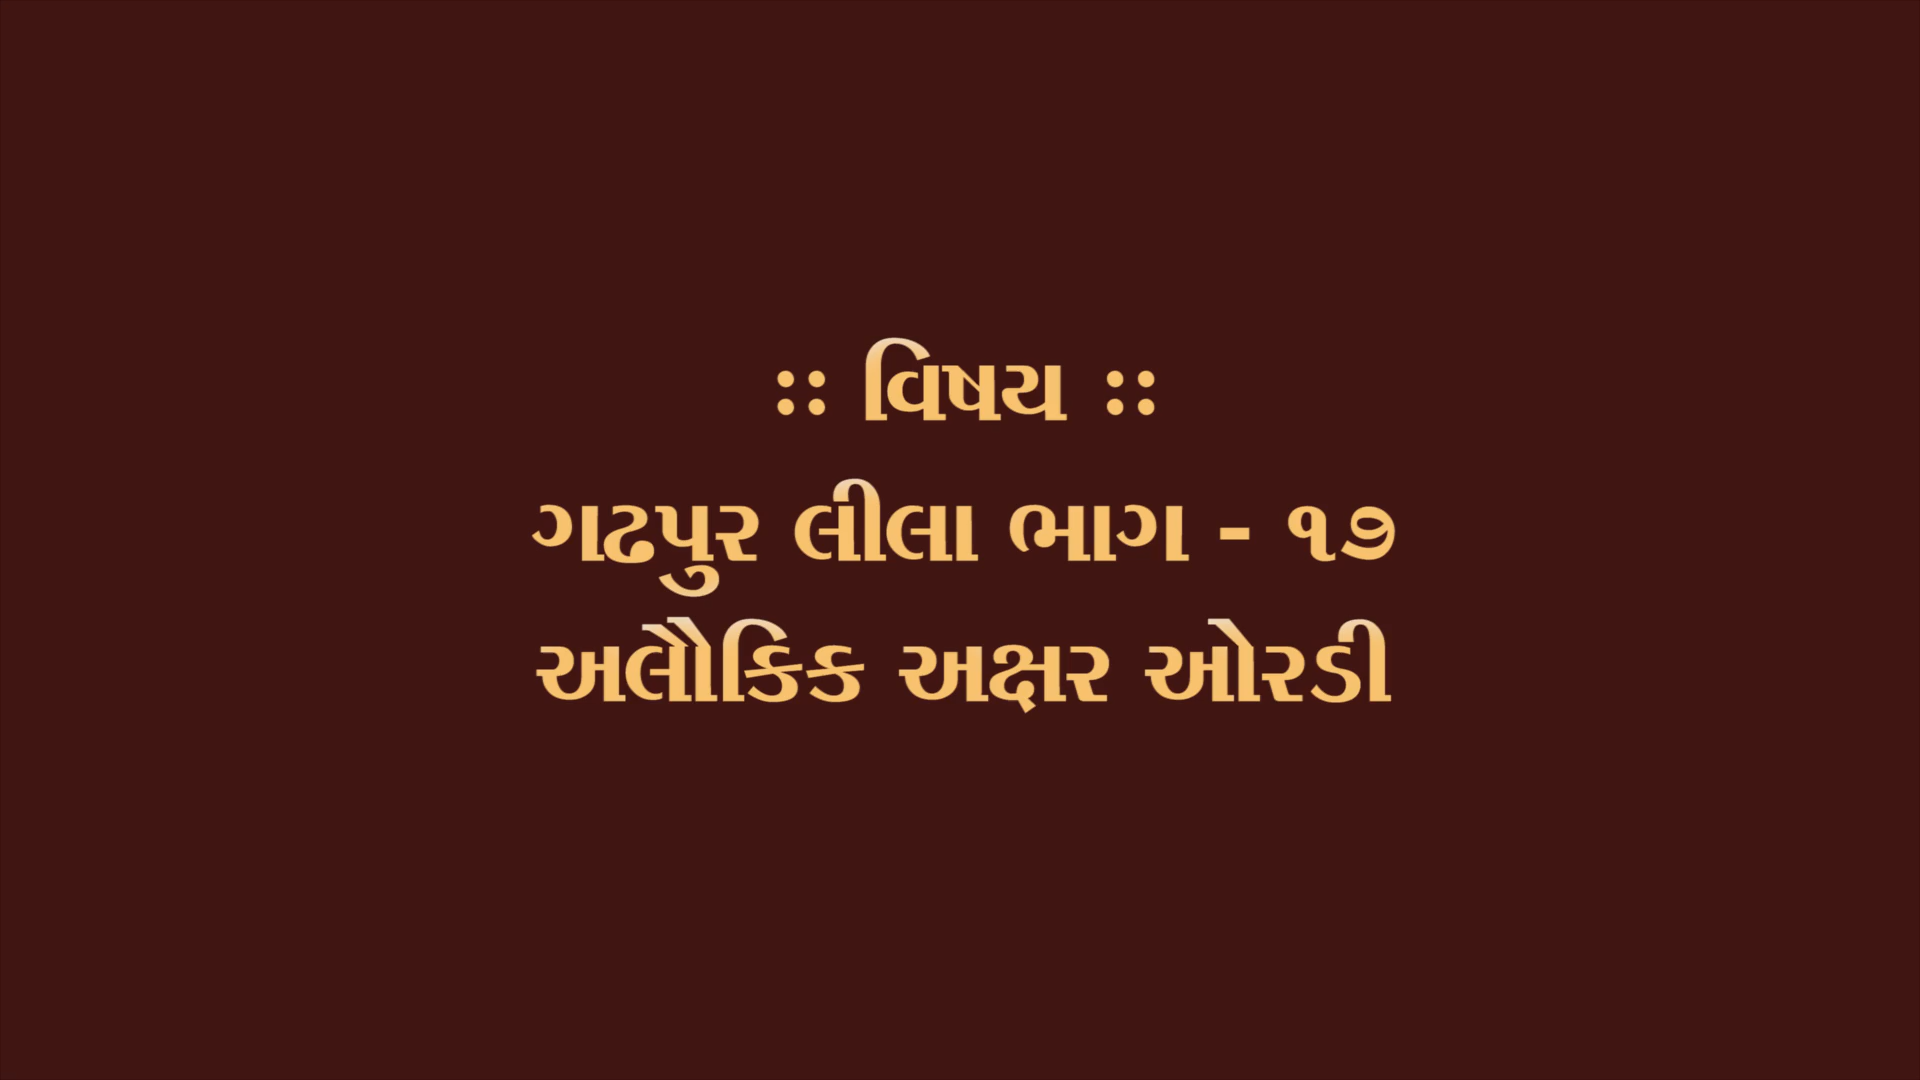 :: વિષય ::
ગઢપુર લીલા ભાગ - ૧૭
અલૌકિક અક્ષર ઓરડી